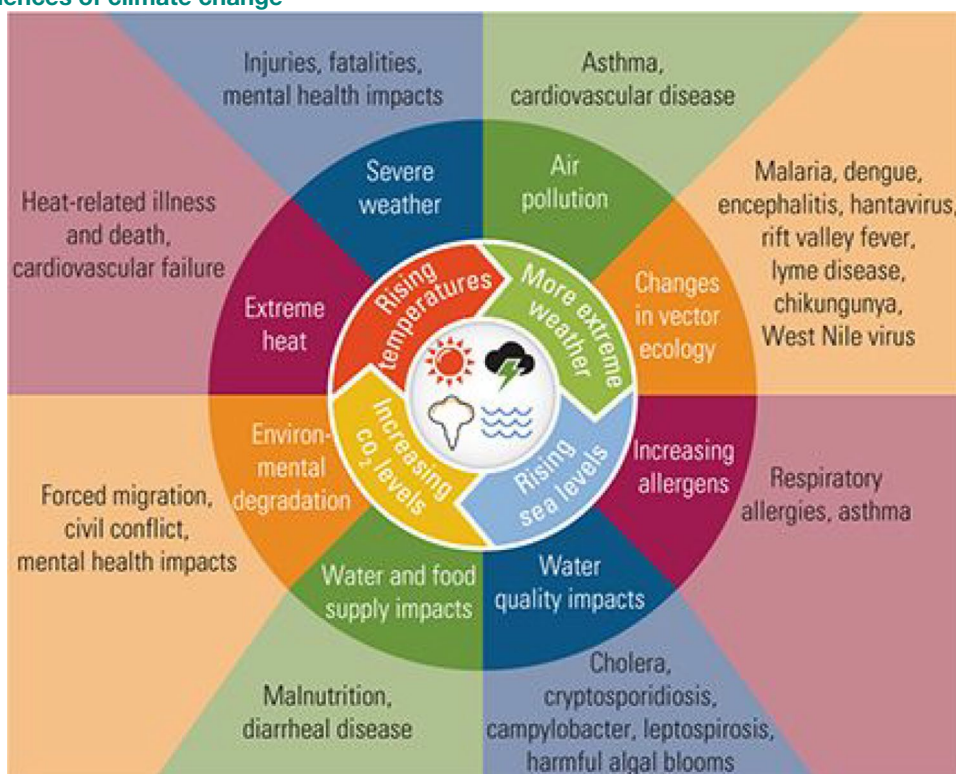 ences of climate change
Injuries, fatalities,
mental health impacts
Asthma,
cardiovascular disease
Severe
weather
Air
pollution
Heat-related illness
and death,
cardiovascular failure
Malaria, dengue,
encephalitis, hantavirus,
rift valley fever,
lyme disease,
chikungunya,
West Nile virus
Extreme
heat
Changes
in vector
ecology
Rising
temperatures
More extreme
weather
Increasing
CO₂ levels
Rising
sea levels
Environ-
mental
degradation
Increasing
allergens
Forced migration,
civil conflict,
mental health impacts
Respiratory
allergies, asthma
Water and food
supply impacts
Water
quality impacts
Malnutrition,
diarrheal disease
Cholera,
cryptosporidiosis,
campylobacter, leptospirosis,
harmful algal blooms